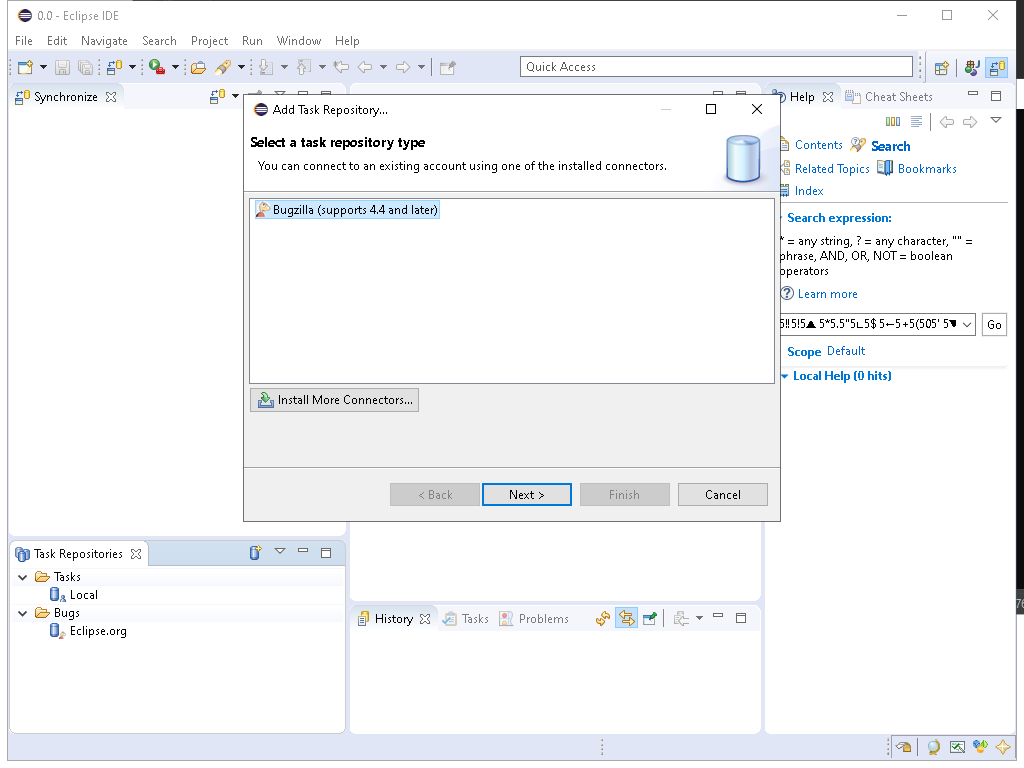 0.0 - Eclipse IDE
File Edit Navigate Search Project Run Window Help
Quick Access
Synchronize
Help
Cheat Sheets
Add Task Repository...
Select a task repository type
You can connect to an existing account using one of the installed connectors.
Bugzilla (supports 4.4 and later)
Install More Connectors...
< Back
Next >
Finish
Cancel
Contents
Search
Related Topics
Bookmarks
Index
Search expression:
* = any string, ? = any character, "" =
phrase, AND, OR, NOT = boolean
operators
Learn more
Go
Scope Default
Local Help (0 hits)
Task Repositories
Tasks
Local
Bugs
Eclipse.org
History
Tasks
Problems